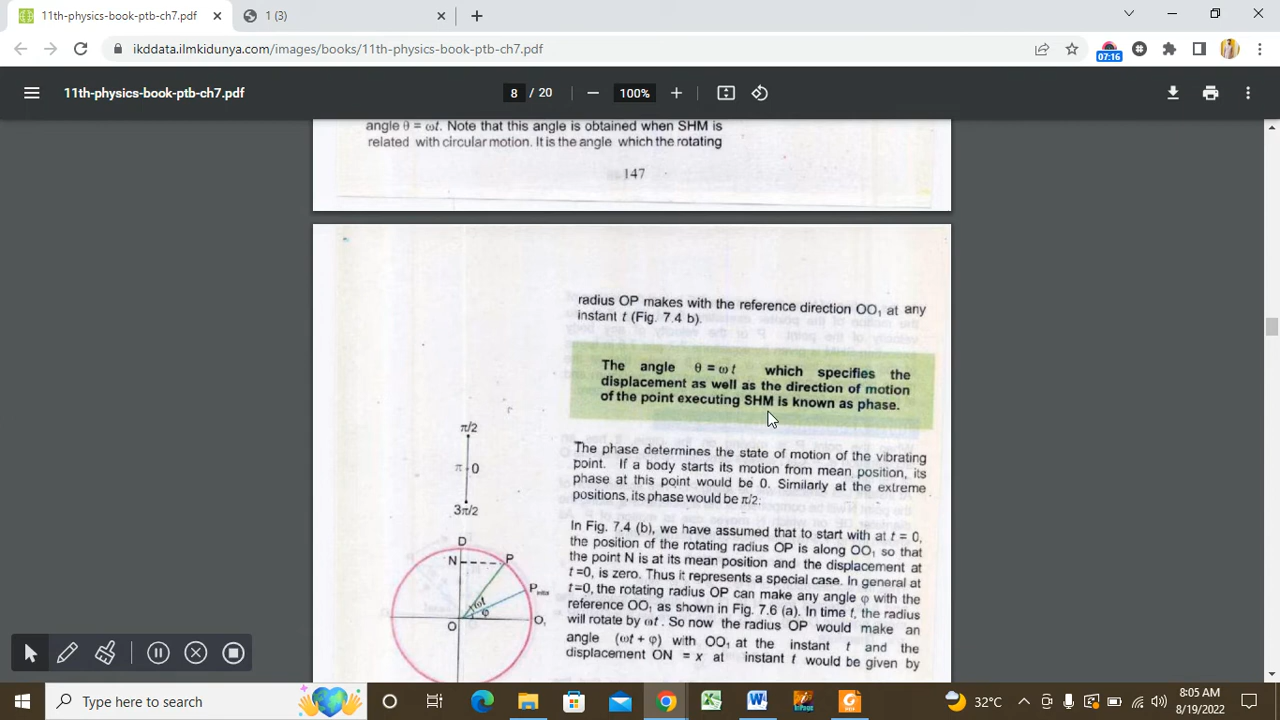 11th-physics-book-ptb-ch7.pdf
1 (3)
ikddata.ilmkidunya.com/images/books/11th-physics-book-ptb-ch7.pdf
07:16
11th-physics-book-ptb-ch7.pdf
8 / 20
100%
angle θ = ωt. Note that this angle is obtained when SHM is
related with circular motion. It is the angle which the rotating
147
radius OP makes with the reference direction OO₁ at any
instant t (Fig. 7.4 b).
The angle θ = ω t which specifies the
displacement as well as the direction of motion
of the point executing SHM is known as phase.
The phase determines the state of motion of the vibrating
point. If a body starts its motion from mean position, its
phase at this point would be 0. Similarly at the extreme
positions, its phase would be π/2.
In Fig. 7.4 (b), we have assumed that to start with at t = 0,
the position of the rotating radius OP is along OO₁ so that
the point N is at its mean position and the displacement at
t=0, is zero. Thus it represents a special case. In general at
t=0, the rotating radius OP can make any angle φ with the
reference OO₁ as shown in Fig. 7.6 (a). In time t, the radius
will rotate by ωt. So now the radius OP would make an
angle (ωt + φ) with OO₁ at the instant t and the
displacement ON = x at instant t would be given by
π/2
π 0
3π/2
D
N P
P
ωt
φ
O O₁
Type here to search
32°C
8:05 AM
8/19/2022